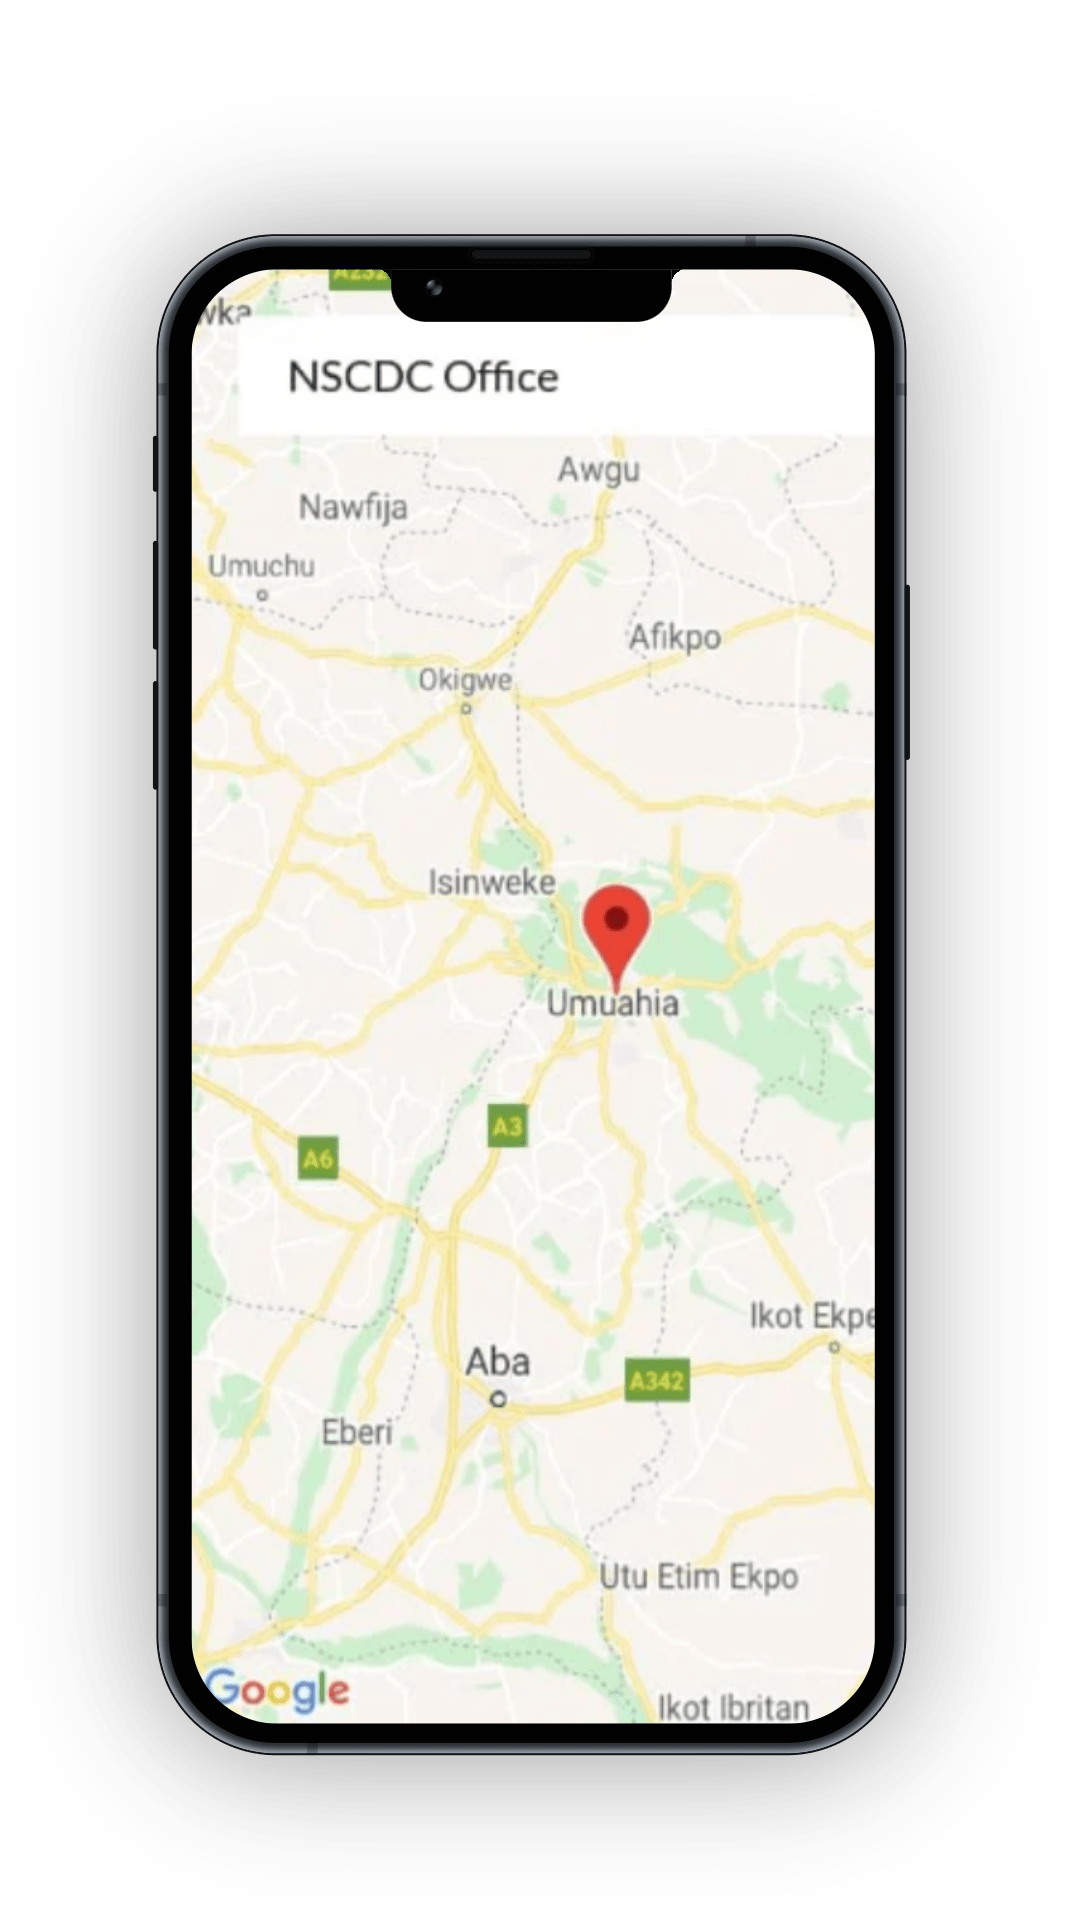 NSCDC Office
Awgu
Nawfija
Umuchu
Afikpo
Okigwe
Isinweke
Umuahia
A3
A6
Ikot Ekpe
Aba
A342
Eberi
Utu Etim Ekpo
Google
Ikot Ibritan